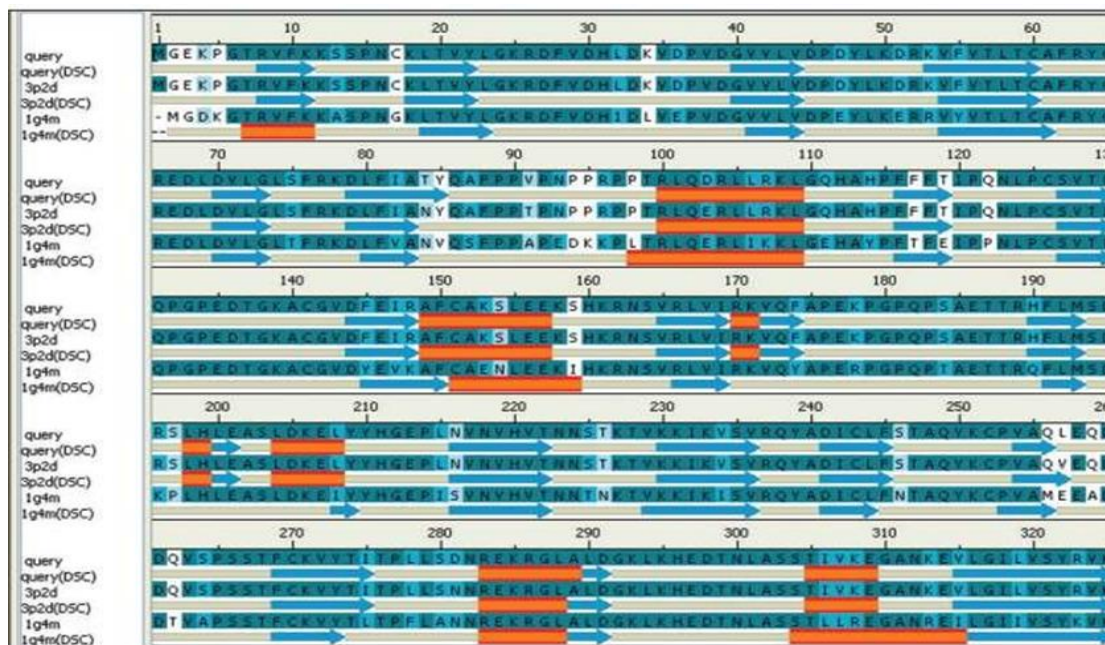 1 10 20 30 40 50 60
query MGEKPGTRVFKKSSPNCKLTVYLGKRDFVDHLDKVDPVDGVVLVDPDYLKDRKVFVTLTCAFRY
query(DSC)
3p2d MGEKPGTRVFKKSSPNCKLTVYLGKRDFVDHLDKVDPVDGVVLVDPDYLKDRKVFVTLTCAFRY
3p2d(DSC)
1g4m -MGDKGTRVFKKASPNGKLTVYLGKRDFVDHIDLVEPVDGVVLVDPEYLKERRVYVTLTCAFRY
1g4m(DSC) --
70 80 90 100 110 120
query REDLDVLGLSFRKDLFIATYQAFPPVPNPPRPPTRLQDRLLRKLGQHAHPFFFTIPQNLPCSVTL
query(DSC)
3p2d REDLDVLGLSFRKDLFIANYQAFPPTPNPPRPPTRLQERLLRKLGQHAHPFFFTIPQNLPCSVTL
3p2d(DSC)
1g4m REDLDVLGLTFRKDLFVANVQSFPPAPEDKKPLTRLQERLIKKLGEHAYPFTFEIPPNLPCSVTL
1g4m(DSC)
140 150 160 170 180 190
query QPGPEDTGKACGVDFEIRAFCAKSLEEKSHKRNSVRLVIRKVQFAPEKPGPQPSAETTRHFLMS
query(DSC)
3p2d QPGPEDTGKACGVDFEIRAFCAKSLEEKSHKRNSVRLVIRKVQFAPEKPGPQPSAETTRHFLMS
3p2d(DSC)
1g4m QPGPEDTGKACGVDYEVKAFCAENLEEKIHKRNSVRLVIRKVQYAPERPGPQPTAETTRQFLMS
1g4m(DSC)
200 210 220 230 240 250
query RSLHLEASLDKELYYHGEPLNVNVHVTNNSTKTVKKIKVSVRQYADICLFSTAQYKCPVAQLEQ
query(DSC)
3p2d RSLHLEASLDKELYYHGEPLNVNVHVTNNSTKTVKKIKVSVRQYADICLFSTAQYKCPVAQVEQ
3p2d(DSC)
1g4m KPLHLEASLDKEIYYHGEPISVNVHVTNNTNKTVKKIKISVRQYADICLFNTAQYKCPVAMEEA
1g4m(DSC)
270 280 290 300 310 320
query DQVSPSSTFCKVYTITPLLSDNREKRGLALDGKLKHEDTNLASSTIVKEGANKEVLGILVSYRV
query(DSC)
3p2d DQVSPSSTFCKVYTITPLLSNNREKRGLALDGKLKHEDTNLASSTIVKEGANKEVLGILVSYRV
3p2d(DSC)
1g4m DTVAPSSTFCKVYTLTPFLANNREKRGLALDGKLKHEDTNLASSTLLREGANREILGIIVSYKV
1g4m(DSC)